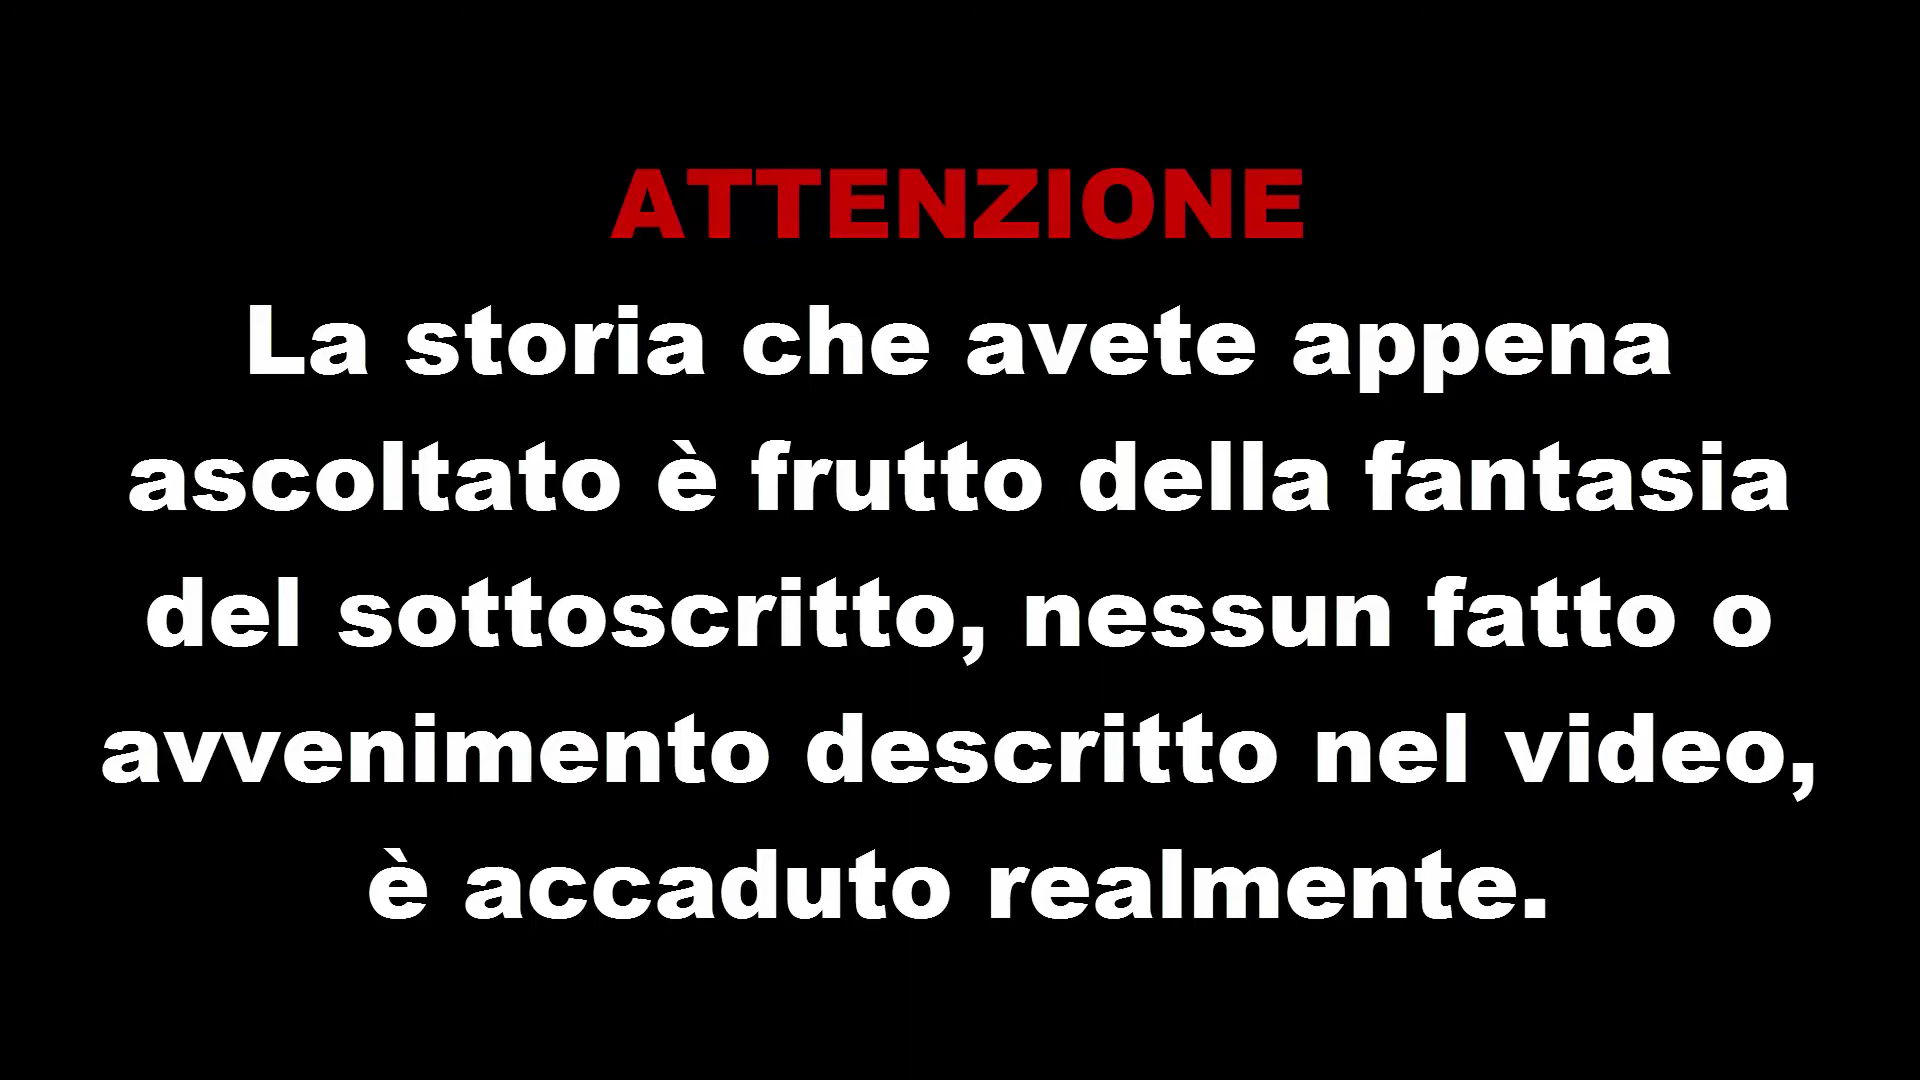 ATTENZIONE
La storia che avete appena
ascoltato è frutto della fantasia
del sottoscritto, nessun fatto o
avvenimento descritto nel video,
è accaduto realmente.